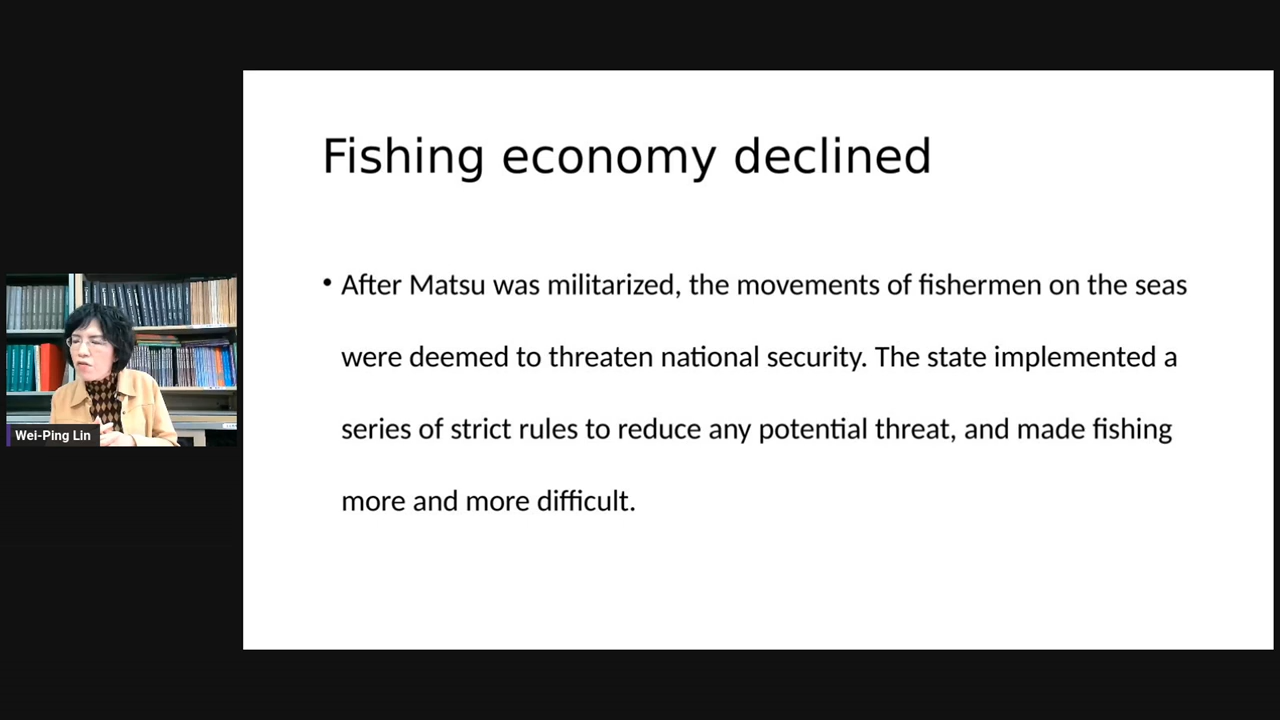 Fishing economy declined
• After Matsu was militarized, the movements of fishermen on the seas
were deemed to threaten national security. The state implemented a
series of strict rules to reduce any potential threat, and made fishing
more and more difficult.
Wei-Ping Lin